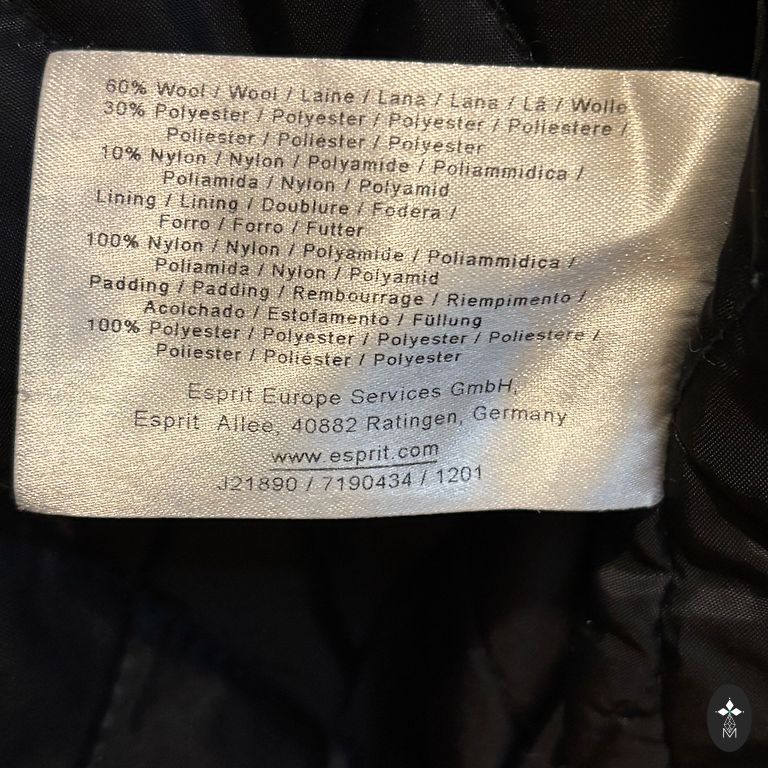 60% Wool / Wool / Laine / Lana / Lana / Lã / Wolle
30% Polyester / Polyester / Polyester / Poliestere /
Poliester / Poliéster / Polyester
10% Nylon / Nylon / Polyamide / Poliammidica /
Poliamida / Nylon / Polyamid
Lining / Lining / Doublure / Fodera /
Forro / Forro / Futter
100% Nylon / Nylon / Polyamide / Poliammidica /
Poliamida / Nylon / Polyamid
Padding / Padding / Rembourrage / Riempimento /
Acolchado / Estofamento / Füllung
100% Polyester / Polyester / Polyester / Poliestere /
Poliester / Poliéster / Polyester
Esprit Europe Services GmbH,
Esprit Allee, 40882 Ratingen, Germany
www.esprit.com
J21890 / 7190434 / 1201
M